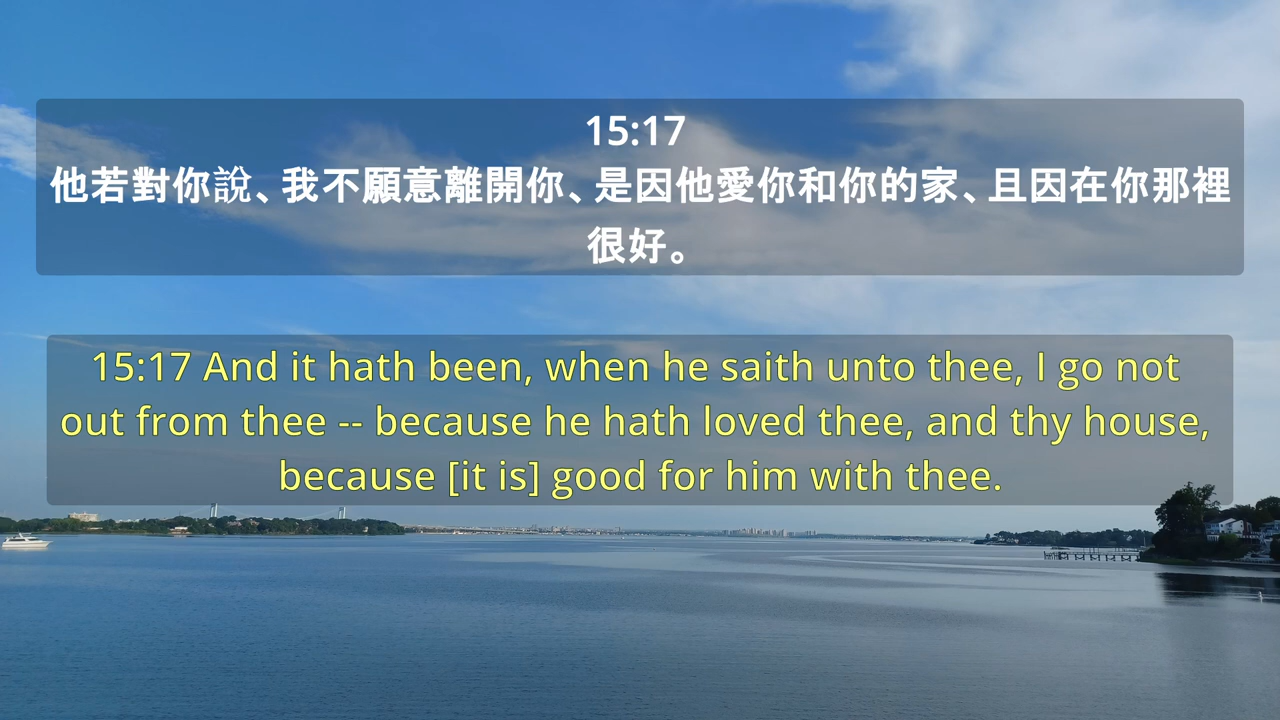 15:17
他若對你說、我不願意離開你、是因他愛你和你的家、且因在你那裡
很好。
15:17 And it hath been, when he saith unto thee, I go not
out from thee -- because he hath loved thee, and thy house,
because [it is] good for him with thee.